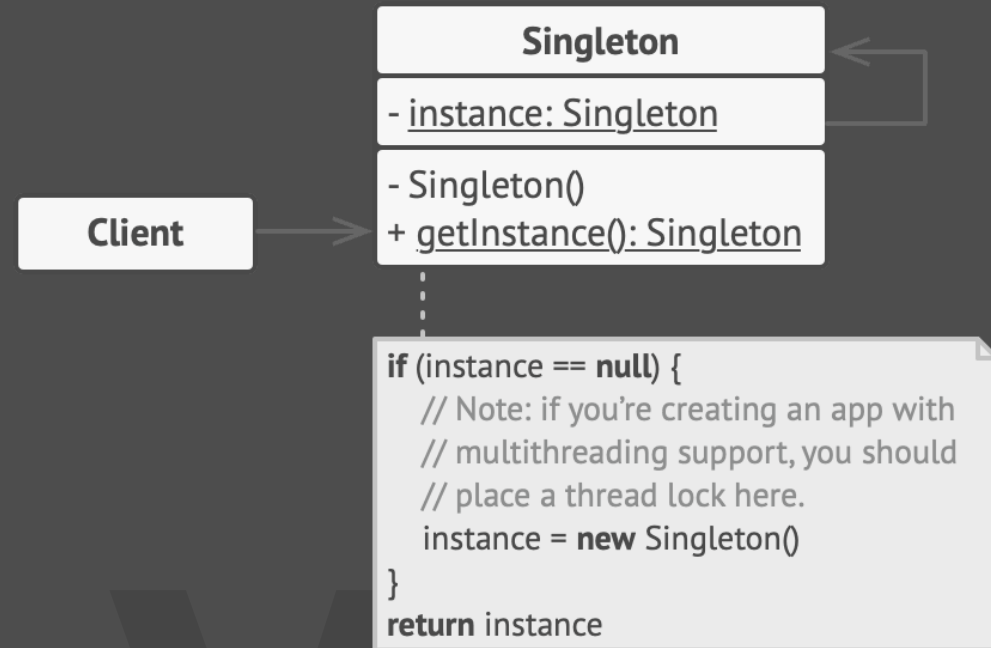 Singleton
- instance: Singleton
- Singleton()
+ getInstance(): Singleton
Client
if (instance == null) {
// Note: if you’re creating an app with
// multithreading support, you should
// place a thread lock here.
instance = new Singleton()
}
return instance